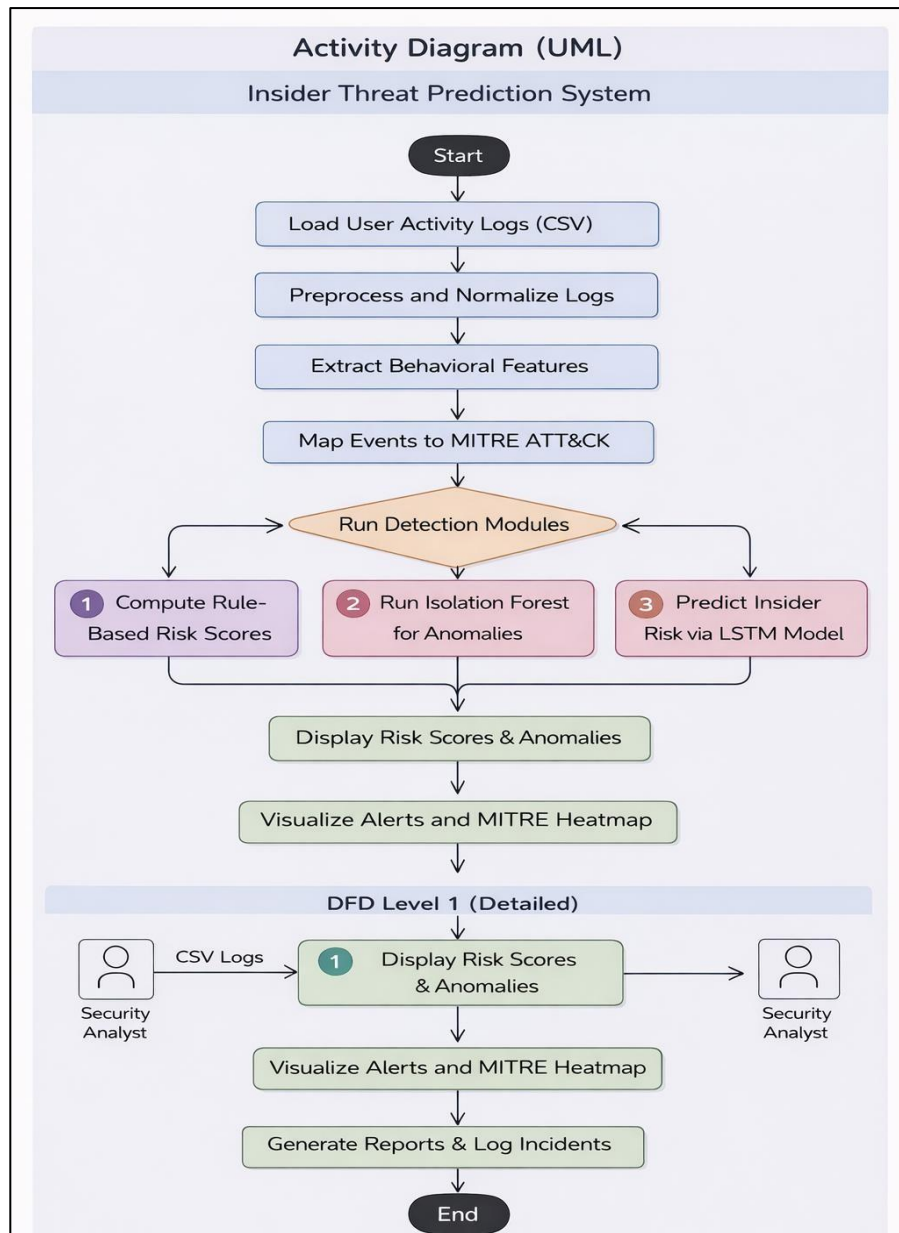 Activity Diagram (UML)
Insider Threat Prediction System
Start
Load User Activity Logs (CSV)
Preprocess and Normalize Logs
Extract Behavioral Features
Map Events to MITRE ATT&CK
Run Detection Modules
1 Compute Rule-
Based Risk Scores
2 Run Isolation Forest
for Anomalies
3 Predict Insider
Risk via LSTM Model
Display Risk Scores & Anomalies
Visualize Alerts and MITRE Heatmap
DFD Level 1 (Detailed)
CSV Logs
1 Display Risk Scores
& Anomalies
Security
Analyst
Security
Analyst
Visualize Alerts and MITRE Heatmap
Generate Reports & Log Incidents
End